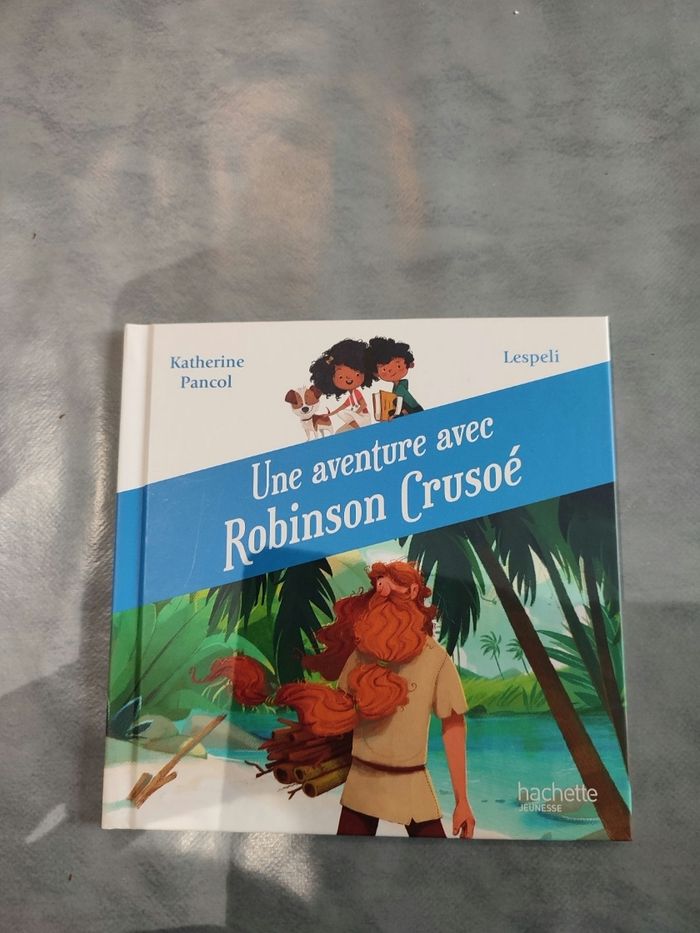 Katherine
Pancol
Lespeli
Une aventure avec
Robinson Crusoé
hachette
JEUNESSE